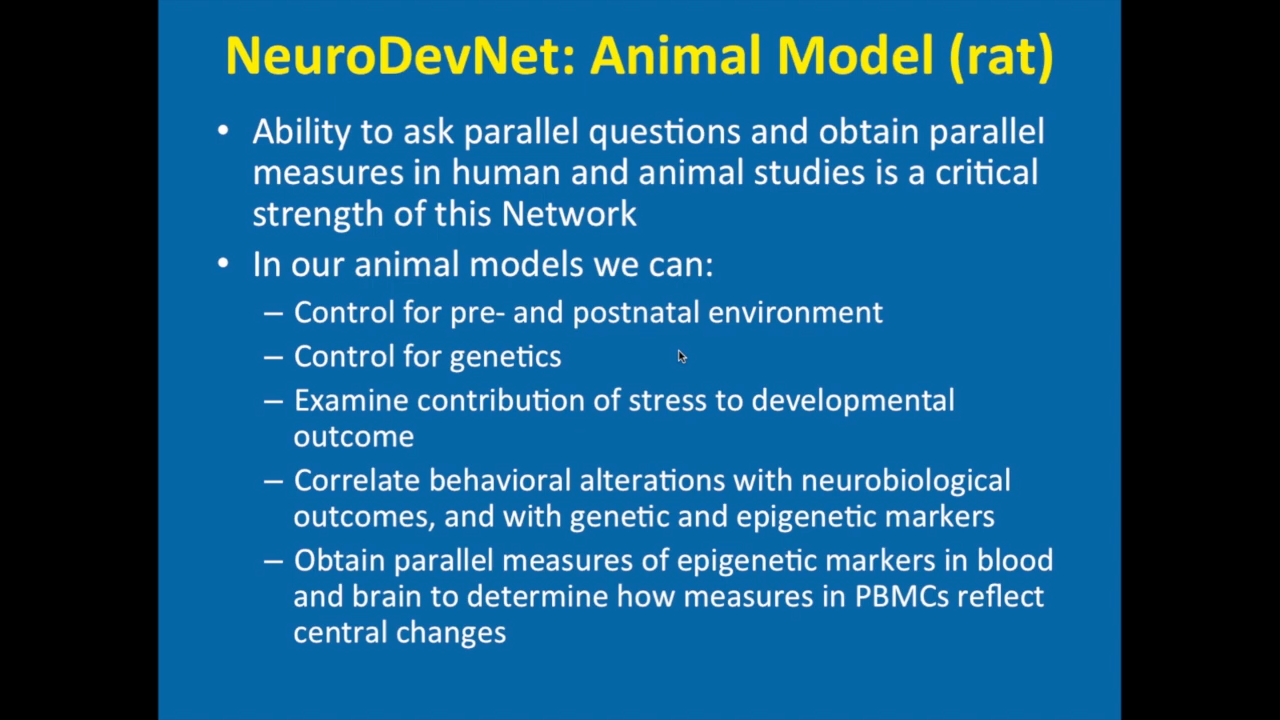 NeuroDevNet: Animal Model (rat)
• Ability to ask parallel questions and obtain parallel
measures in human and animal studies is a critical
strength of this Network
• In our animal models we can:
– Control for pre- and postnatal environment
– Control for genetics
– Examine contribution of stress to developmental
outcome
– Correlate behavioral alterations with neurobiological
outcomes, and with genetic and epigenetic markers
– Obtain parallel measures of epigenetic markers in blood
and brain to determine how measures in PBMCs reflect
central changes